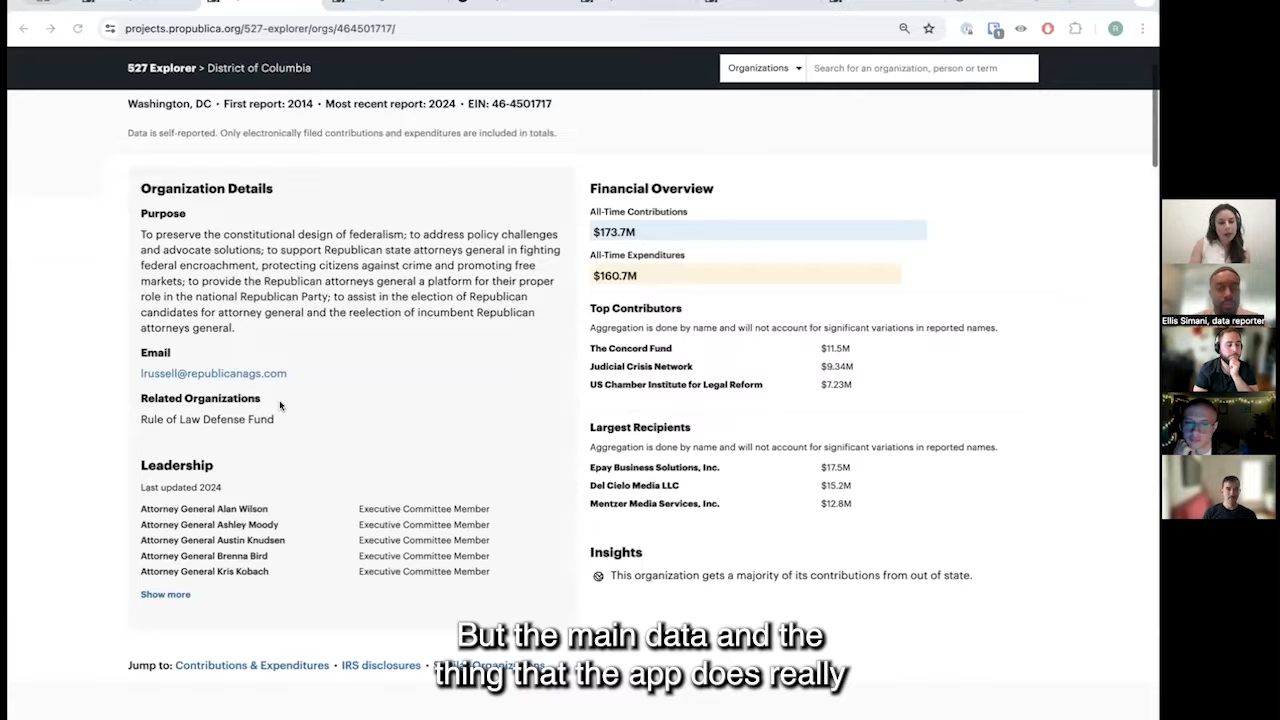 projects.propublica.org/527-explorer/orgs/464501717/
1
R
527 Explorer > District of Columbia
Organizations
Search for an organization, person or term
Washington, DC • First report: 2014 • Most recent report: 2024 • EIN: 46-4501717
Data is self-reported. Only electronically filed contributions and expenditures are included in totals.
Organization Details
Purpose
To preserve the constitutional design of federalism; to address policy challenges
and advocate solutions; to support Republican state attorneys general in fighting
federal encroachment, protecting citizens against crime and promoting free
markets; to provide the Republican attorneys general a platform for their proper
role in the national Republican Party; to assist in the election of Republican
candidates for attorney general and the reelection of incumbent Republican
attorneys general.
Email
lrussell@republicanags.com
Related Organizations
Rule of Law Defense Fund
Leadership
Last updated 2024
Attorney General Alan Wilson Executive Committee Member
Attorney General Ashley Moody Executive Committee Member
Attorney General Austin Knudsen Executive Committee Member
Attorney General Brenna Bird Executive Committee Member
Attorney General Kris Kobach Executive Committee Member
Show more
Financial Overview
All-Time Contributions
$173.7M
All-Time Expenditures
$160.7M
Top Contributors
Aggregation is done by name and will not account for significant variations in reported names.
The Concord Fund $11.5M
Judicial Crisis Network $9.34M
US Chamber Institute for Legal Reform $7.23M
Largest Recipients
Aggregation is done by name and will not account for significant variations in reported names.
Epay Business Solutions, Inc. $17.5M
Del Cielo Media LLC $15.2M
Mentzer Media Services, Inc. $12.8M
Insights
This organization gets a majority of its contributions from out of state.
Jump to: Contributions & Expenditures • IRS disclosures •
But the main data and the
thing that the app does really
Ellis Simani, data reporter